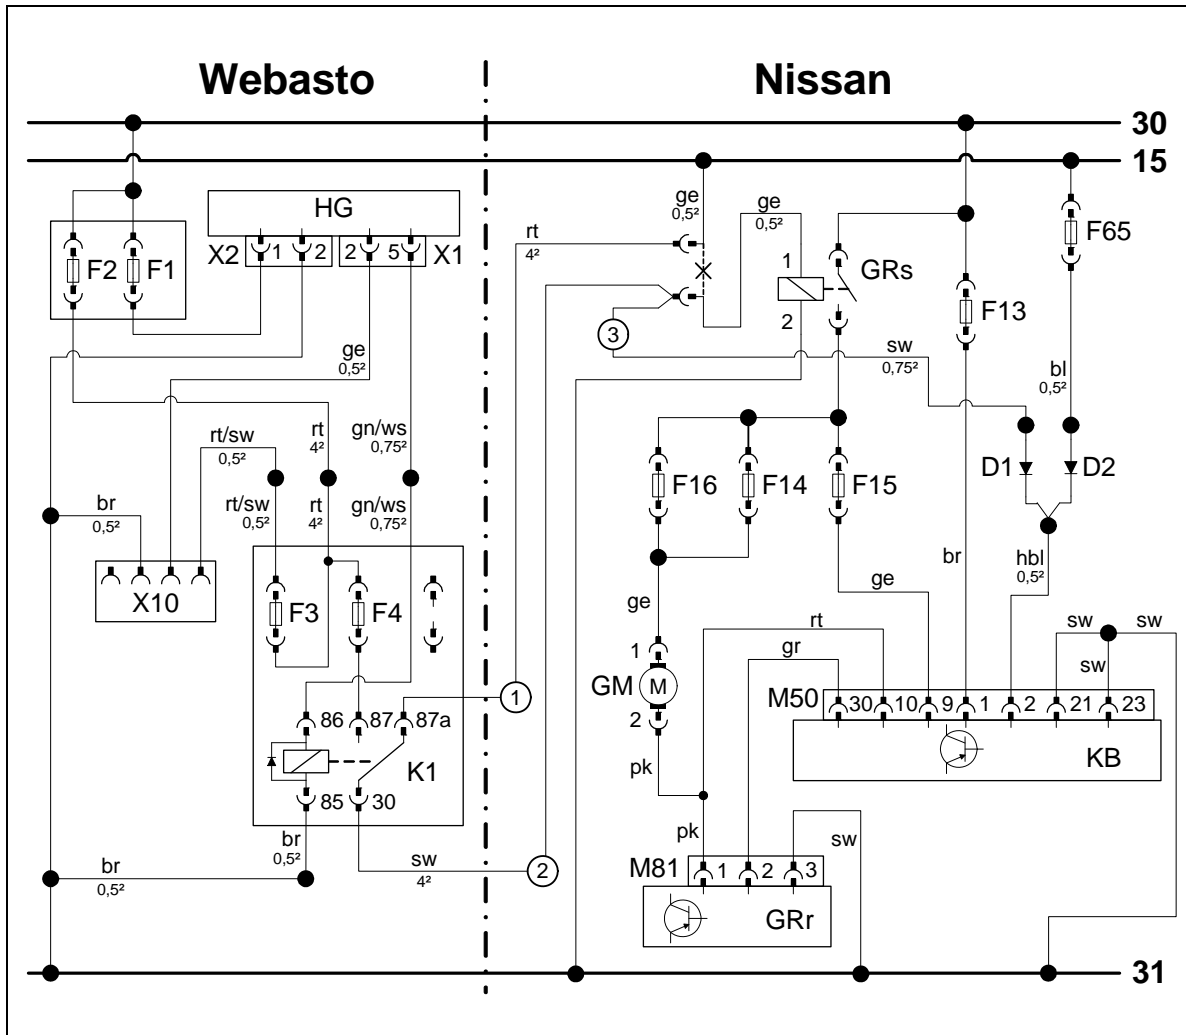 Webasto
Nissan
30
15
HG
X2 1 2 2 5 X1
F2 F1
ge
0,5²
ge
0,5²
rt
4²
1
2
GRs
F65
F13
3
sw
0,75²
bl
0,5²
ge
0,5²
rt
4²
gn/ws
0,75²
rt/sw
0,5²
br
0,5²
rt/sw
0,5²
rt
4²
gn/ws
0,75²
F16 F14 F15
D1 D2
X10
F3 F4
br
hbl
0,5²
ge
ge
rt
gr
sw
sw
sw
1
GM M
2
M50 30 10 9 1 2 21 23
KB
86 87 87a
1
K1
85 30
pk
pk
br
0,5²
sw
4²
2
br
0,5²
sw
M81 1 2 3
GRr
31